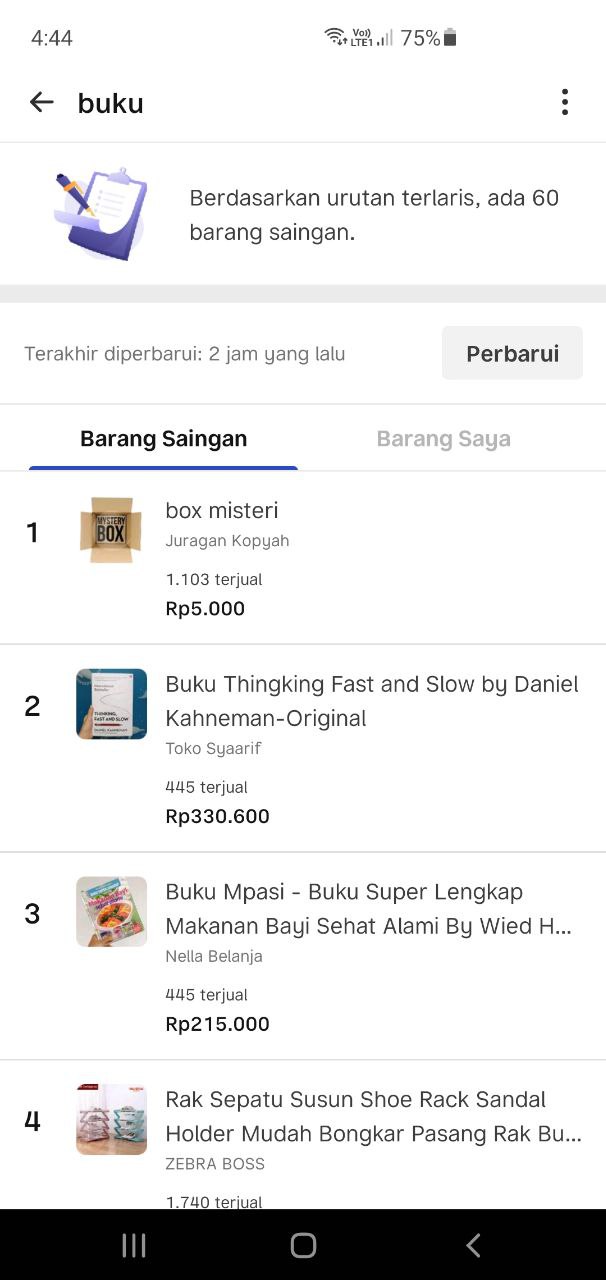 4:44
Vo))
LTE1
75%
buku
Berdasarkan urutan terlaris, ada 60
barang saingan.
Terakhir diperbarui: 2 jam yang lalu
Perbarui
Barang Saingan
Barang Saya
1
MYSTERY
BOX
box misteri
Juragan Kopyah
1.103 terjual
Rp5.000
2
THINKING,
FAST AND SLOW
DANIEL KAHNEMAN
Buku Thingking Fast and Slow by Daniel
Kahneman-Original
Toko Syaarif
445 terjual
Rp330.600
3
Buku Mpasi - Buku Super Lengkap
Makanan Bayi Sehat Alami By Wied H...
Nella Belanja
445 terjual
Rp215.000
4
Rak Sepatu Susun Shoe Rack Sandal
Holder Mudah Bongkar Pasang Rak Bu...
ZEBRA BOSS
1.740 terjual